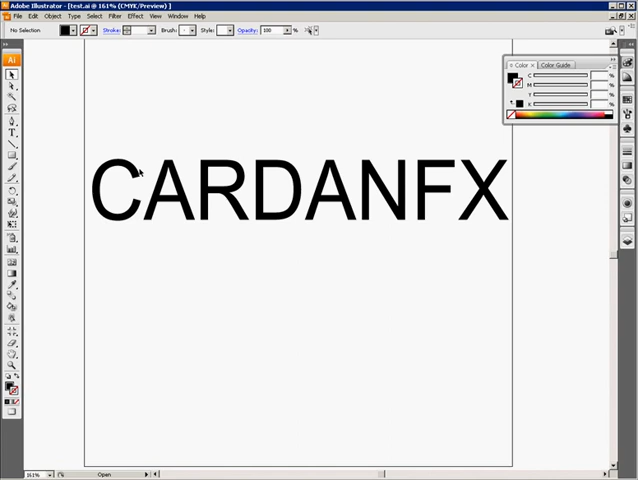 Adobe Illustrator - [test.ai @ 161% (CMYK/Preview) ]
File Edit Object Type Select Filter Effect View Window Help
No Selection Stroke: Brush: Style: Opacity: 100 %
Ai
Color × Color Guide
C %
M %
Y %
K %
T
CARDANFX
161% Open